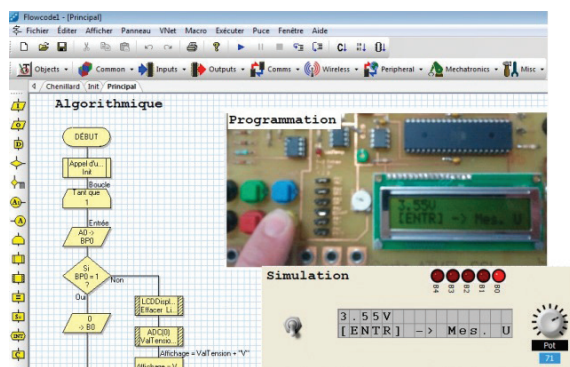 Flowcode1 - [Principal]
Fichier Éditer Afficher Panneau VNet Macro Exécuter Puce Fenêtre Aide
Objects Common Inputs Outputs Comms Wireless Peripheral Mechatronics Misc
Chenillard Init Principal
Algorithmique
DÉBUT
Appel d'u...
Init
Boucle
Tant que
1
Entrée
A0 ->
BP0
Si
BP0 = 1
?
Non
Oui
0
-> B0
LCDDispl...
Effacer Li...
ADC(0)
ValTensio...
Affichage = ValTension + "V"
Programmation
3.55V
[ENTR] -> Mes. U
Simulation
B4 B3 B2 B1 B0
3.55V
[ENTR] -> Mes. U
Pot
71